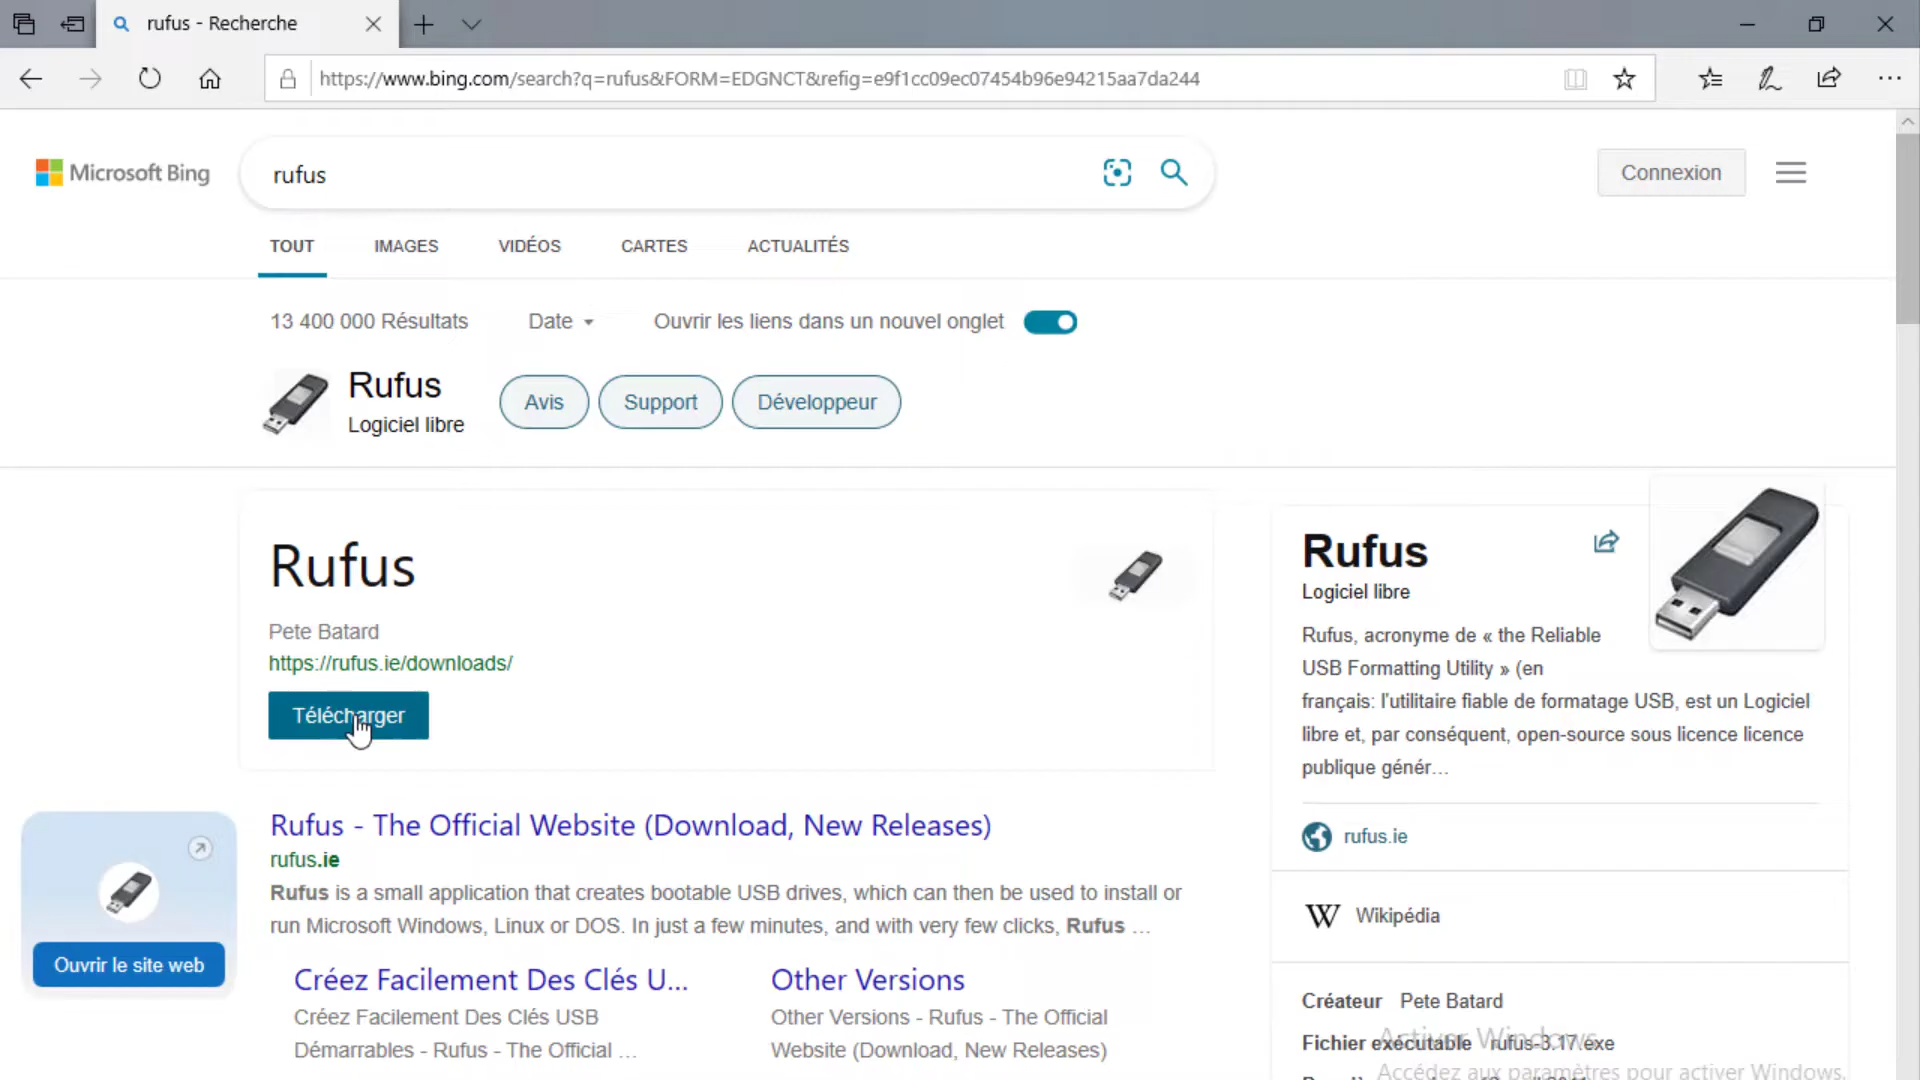 rufus - Recherche
https://www.bing.com/search?q=rufus&FORM=EDGNCT&refig=e9f1cc09ec07454b96e94215aa7da244
Microsoft Bing
rufus
Connexion
TOUT
IMAGES
VIDÉOS
CARTES
ACTUALITÉS
13 400 000 Résultats
Date
Ouvrir les liens dans un nouvel onglet
Rufus
Logiciel libre
Avis
Support
Développeur
Rufus
Pete Batard
https://rufus.ie/downloads/
Télécharger
Rufus - The Official Website (Download, New Releases)
rufus.ie
Rufus is a small application that creates bootable USB drives, which can then be used to install or
run Microsoft Windows, Linux or DOS. In just a few minutes, and with very few clicks, Rufus ...
Ouvrir le site web
Créez Facilement Des Clés U...
Créez Facilement Des Clés USB
Démarrables - Rufus - The Official ...
Other Versions
Other Versions - Rufus - The Official
Website (Download, New Releases)
Rufus
Logiciel libre
Rufus, acronyme de « the Reliable
USB Formatting Utility » (en
français: l'utilitaire fiable de formatage USB, est un Logiciel
libre et, par conséquent, open-source sous licence licence
publique génér...
rufus.ie
W Wikipédia
Créateur Pete Batard
Fichier exécutable rufus-3.17.exe
Activer Windows
Accédez aux paramètres pour activer Windows.